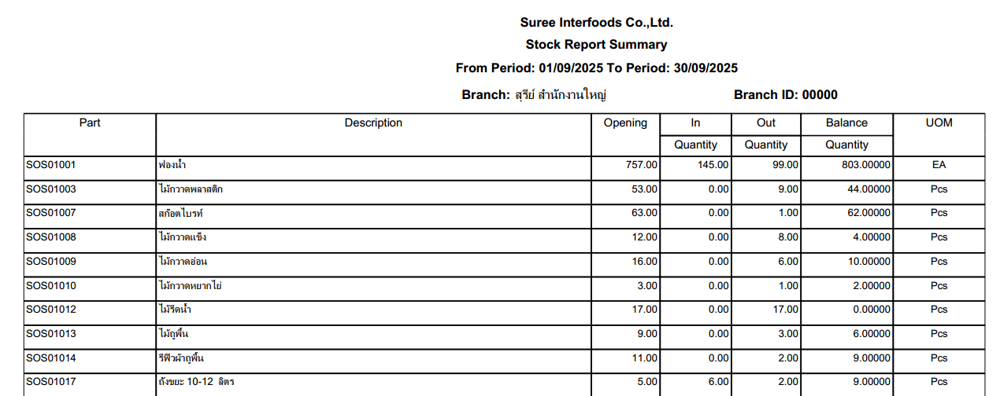 Suree Interfoods Co.,Ltd.
Stock Report Summary
From Period: 01/09/2025 To Period: 30/09/2025
Branch: สุรีย์ สำนักงานใหญ่ Branch ID: 00000
Part Description Opening In Out Balance UOM
Quantity Quantity Quantity
SOS01001 ฟองน้ำ 757.00 145.00 99.00 803.00000 EA
SOS01003 ไม้กวาดพลาสติก 53.00 0.00 9.00 44.00000 Pcs
SOS01007 สก๊อตไบรท์ 63.00 0.00 1.00 62.00000 Pcs
SOS01008 ไม้กวาดแข็ง 12.00 0.00 8.00 4.00000 Pcs
SOS01009 ไม้กวาดอ่อน 16.00 0.00 6.00 10.00000 Pcs
SOS01010 ไม้กวาดหยากไย่ 3.00 0.00 1.00 2.00000 Pcs
SOS01012 ไม้รีดน้ำ 17.00 0.00 17.00 0.00000 Pcs
SOS01013 ไม้ถูพื้น 9.00 0.00 3.00 6.00000 Pcs
SOS01014 รีฟิวผ้าถูพื้น 11.00 0.00 2.00 9.00000 Pcs
SOS01017 ถังขยะ 10-12 ลิตร 5.00 6.00 2.00 9.00000 Pcs